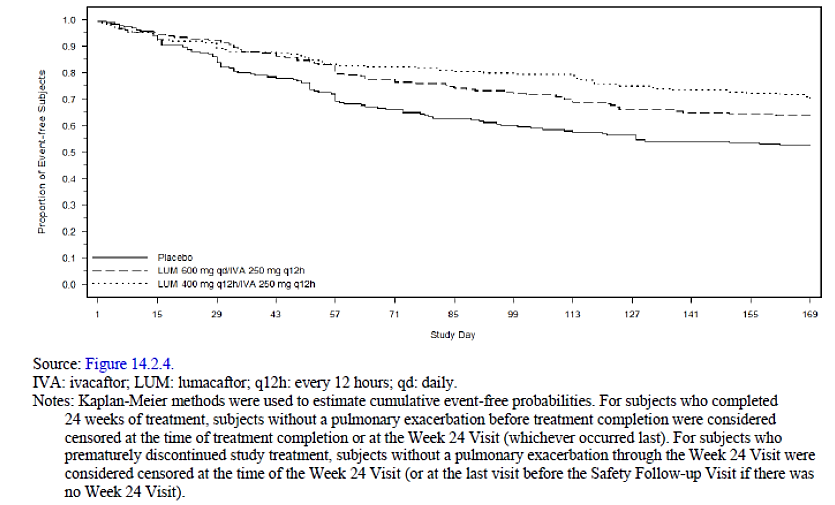 1.0
0.9
0.8
0.7
0.6
0.5
0.4
0.3
0.2
0.1
0.0
Proportion of Event-free Subjects
Placebo
LUM 600 mg qd/IVA 250 mg q12h
LUM 400 mg q12h/IVA 250 mg q12h
1 15 29 43 57 71 85 99 113 127 141 155 169
Study Day
Source: Figure 14.2.4.
IVA: ivacaftor; LUM: lumacaftor; q12h: every 12 hours; qd: daily.
Notes: Kaplan-Meier methods were used to estimate cumulative event-free probabilities. For subjects who completed
24 weeks of treatment, subjects without a pulmonary exacerbation before treatment completion were considered
censored at the time of treatment completion or at the Week 24 Visit (whichever occurred last). For subjects who
prematurely discontinued study treatment, subjects without a pulmonary exacerbation through the Week 24 Visit were
considered censored at the time of the Week 24 Visit (or at the last visit before the Safety Follow-up Visit if there was
no Week 24 Visit).